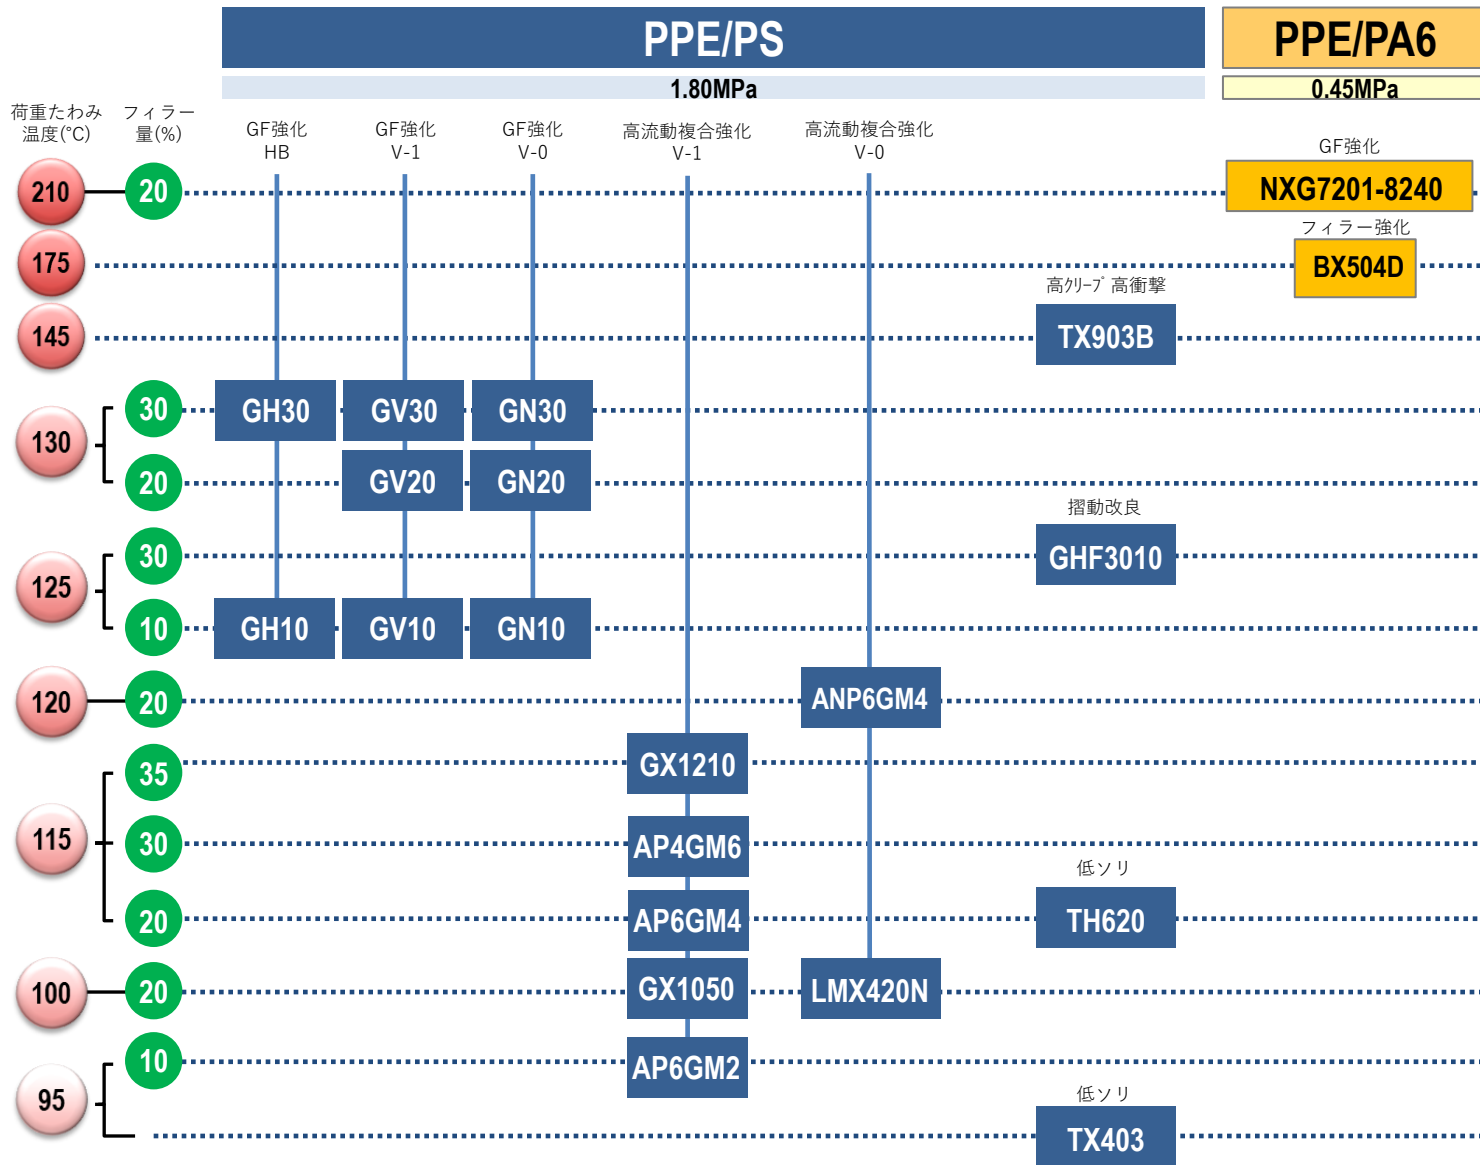 PPE/PS
PPE/PA6
1.80MPa
0.45MPa
荷重たわみ
温度(℃)
フィラー
量(%)
GF強化
HB
GF強化
V-1
GF強化
V-0
高流動複合強化
V-1
高流動複合強化
V-0
GF強化
210
20
NXG7201-8240
フィラー強化
175
BX504D
高クリープ 高衝撃
145
TX903B
130
30
GH30
GV30
GN30
20
GV20
GN20
摺動改良
125
30
GHF3010
10
GH10
GV10
GN10
120
20
ANP6GM4
115
35
GX1210
30
AP4GM6
低ソリ
20
AP6GM4
TH620
100
20
GX1050
LMX420N
95
10
AP6GM2
低ソリ
TX403